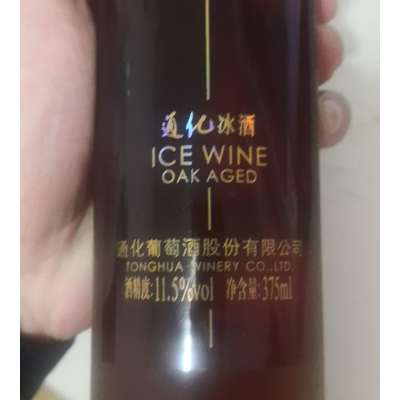 通化冰酒
ICE WINE
OAK AGED
通化葡萄酒股份有限公司
TONGHUA WINERY CO.,LTD.
酒精度:11.5%vol 净含量:375ml